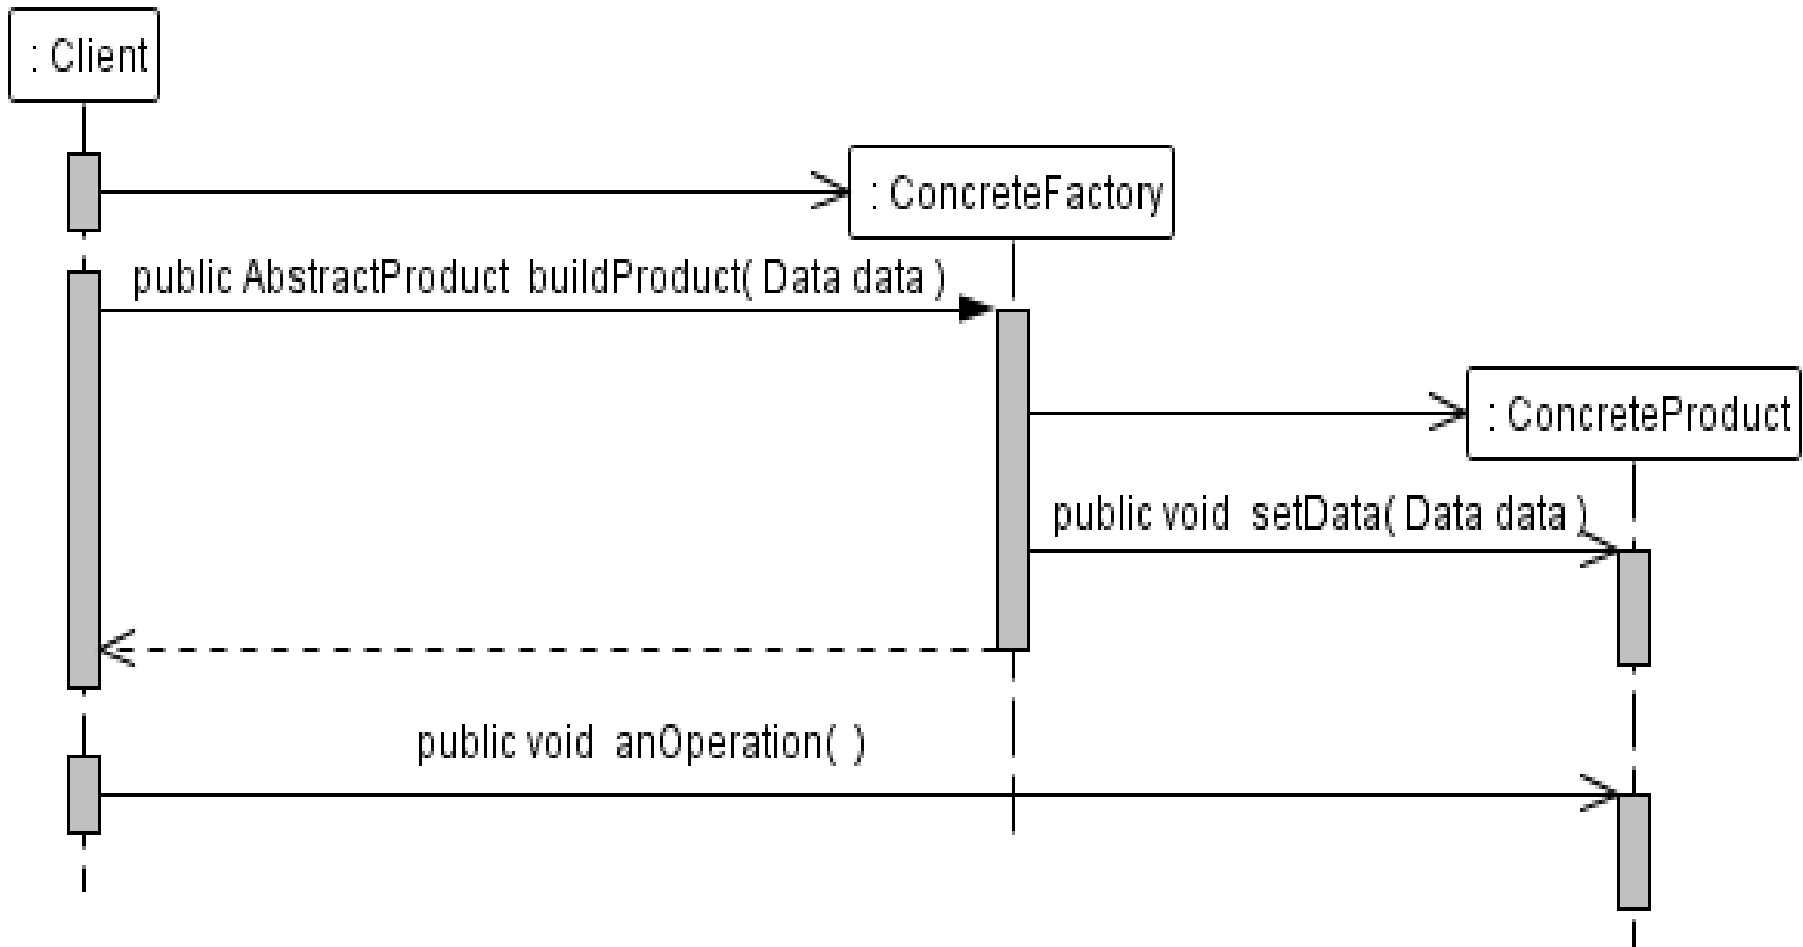 : Client
: ConcreteFactory
public AbstractProduct buildProduct( Data data )
: ConcreteProduct
public void setData( Data data )
public void anOperation( )